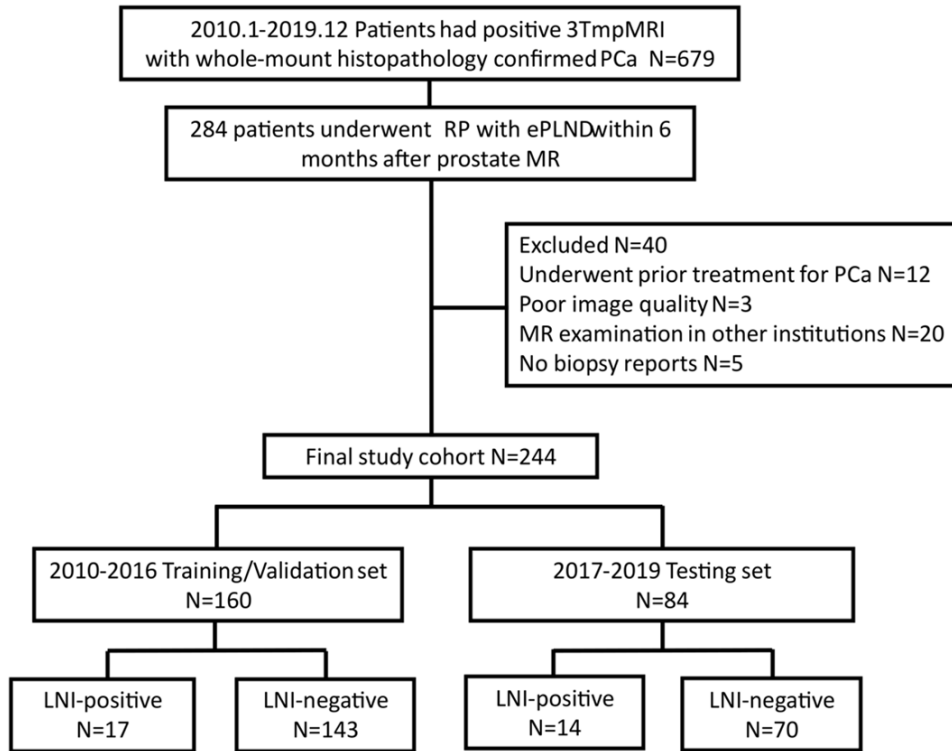 2010.1-2019.12 Patients had positive 3TmpMRI
with whole-mount histopathology confirmed PCa N=679
284 patients underwent RP with ePLNDwithin 6
months after prostate MR
Excluded N=40
Underwent prior treatment for PCa N=12
Poor image quality N=3
MR examination in other institutions N=20
No biopsy reports N=5
Final study cohort N=244
2010-2016 Training/Validation set
N=160
2017-2019 Testing set
N=84
LNI-positive
N=17
LNI-negative
N=143
LNI-positive
N=14
LNI-negative
N=70